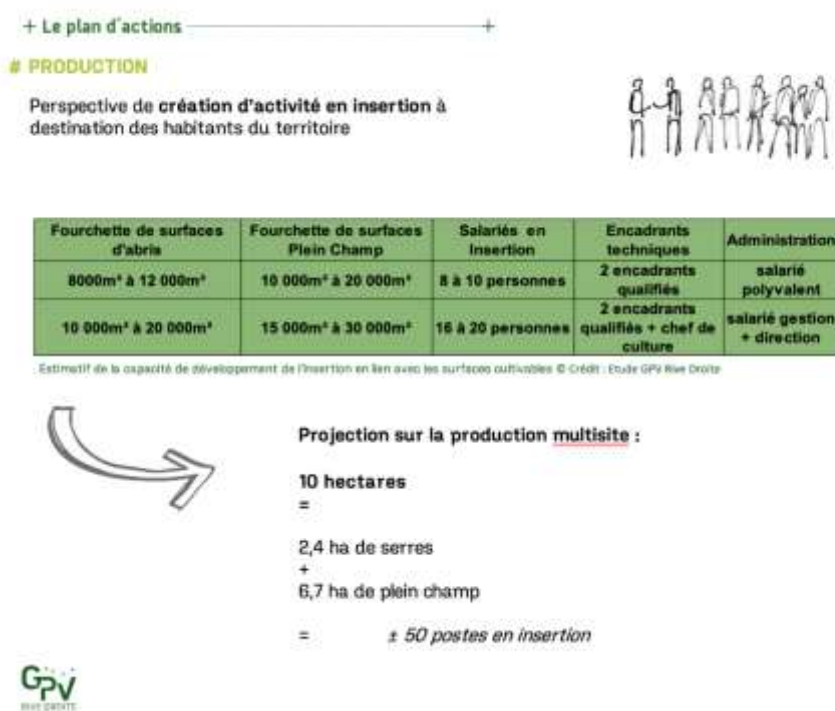 + Le plan d'actions +
# PRODUCTION
Perspective de création d'activité en insertion à
destination des habitants du territoire
Fourchette de surfaces d'abris | Fourchette de surfaces Plein Champ | Salariés en Insertion | Encadrants techniques | Administration
8000m² à 12 000m² | 10 000m² à 20 000m² | 8 à 10 personnes | 2 encadrants qualifiés | salarié polyvalent
10 000m² à 20 000m² | 15 000m² à 30 000m² | 16 à 20 personnes | 2 encadrants qualifiés + chef de culture | salarié gestion + direction
Estimatif de la capacité de développement de l'insertion en lien avec les surfaces cultivables © Crédit : Etude GPV Rive Droite
Projection sur la production multisite :
10 hectares
=
2,4 ha de serres
+
6,7 ha de plein champ
= ± 50 postes en insertion
GPV
RIVE DROITE